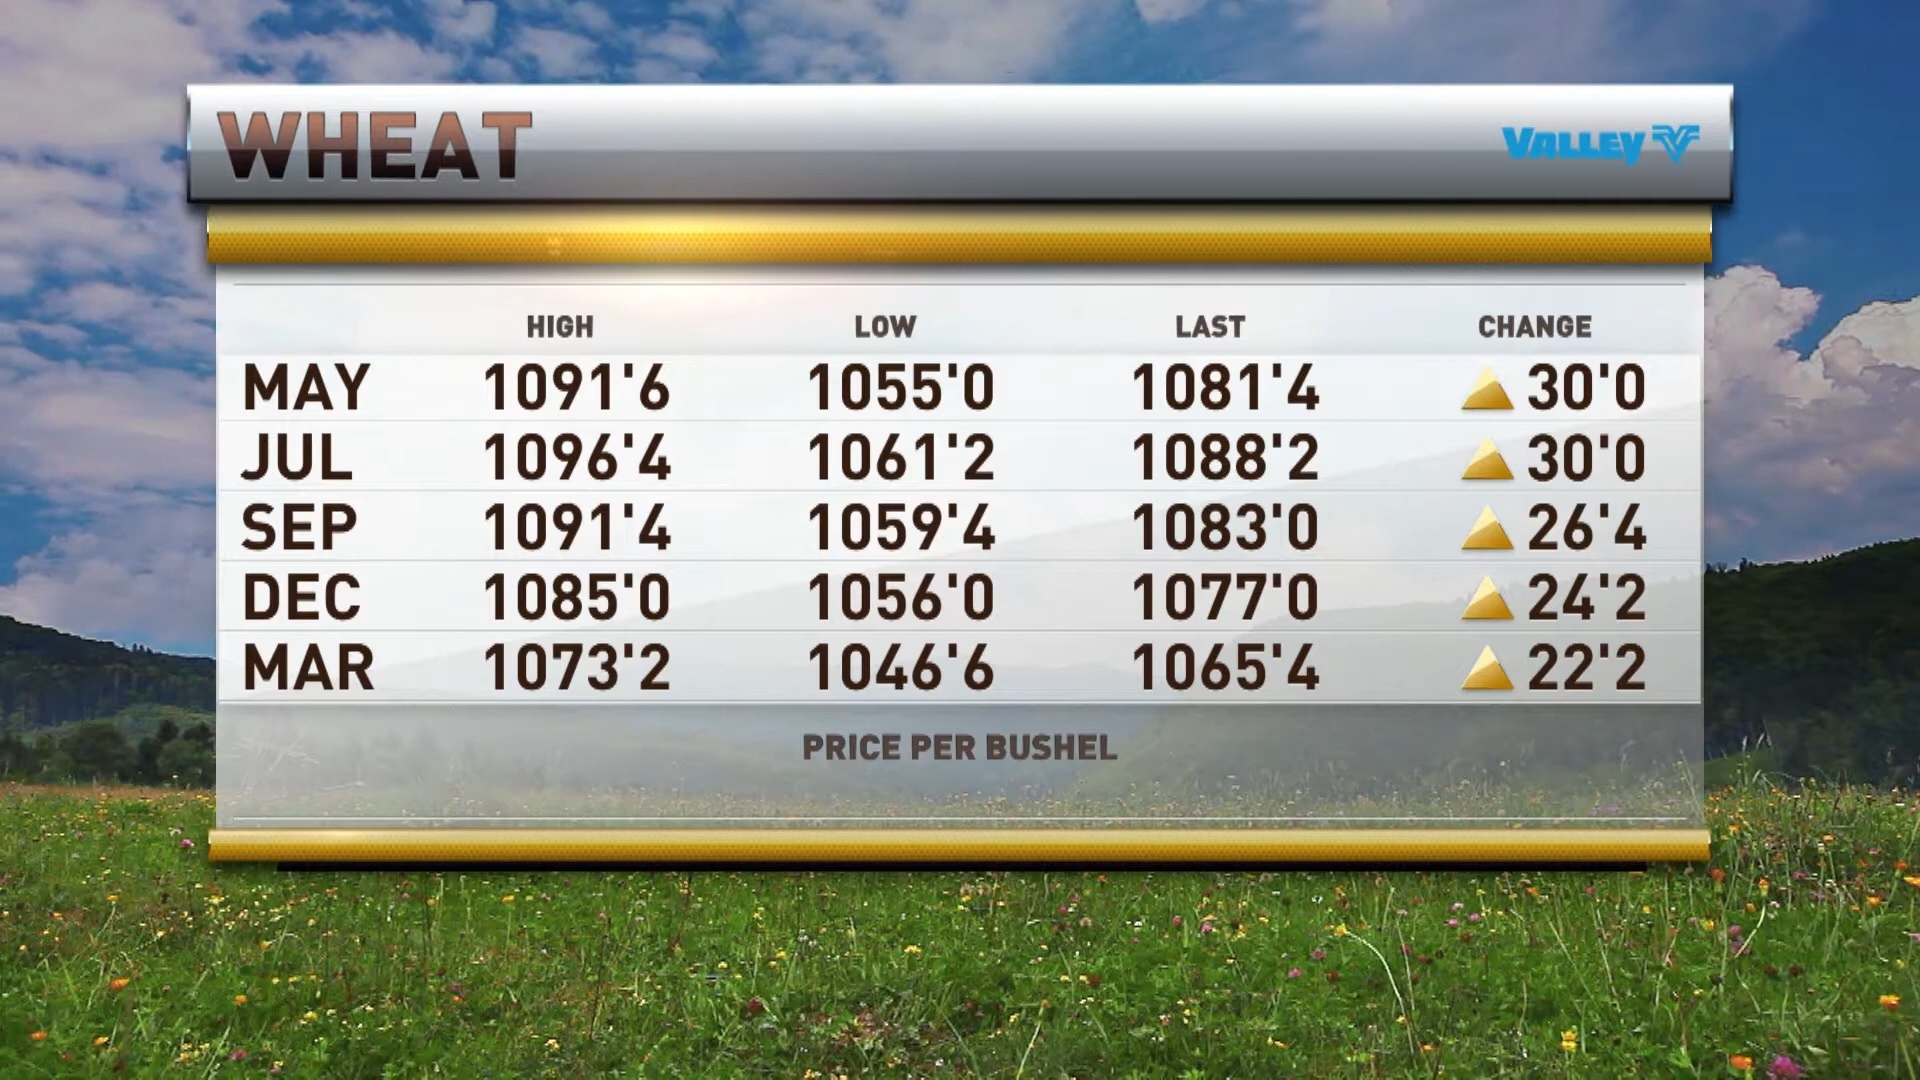 WHEAT
VALLEY
HIGH LOW LAST CHANGE
MAY 1091'6 1055'0 1081'4 30'0
JUL 1096'4 1061'2 1088'2 30'0
SEP 1091'4 1059'4 1083'0 26'4
DEC 1085'0 1056'0 1077'0 24'2
MAR 1073'2 1046'6 1065'4 22'2
PRICE PER BUSHEL